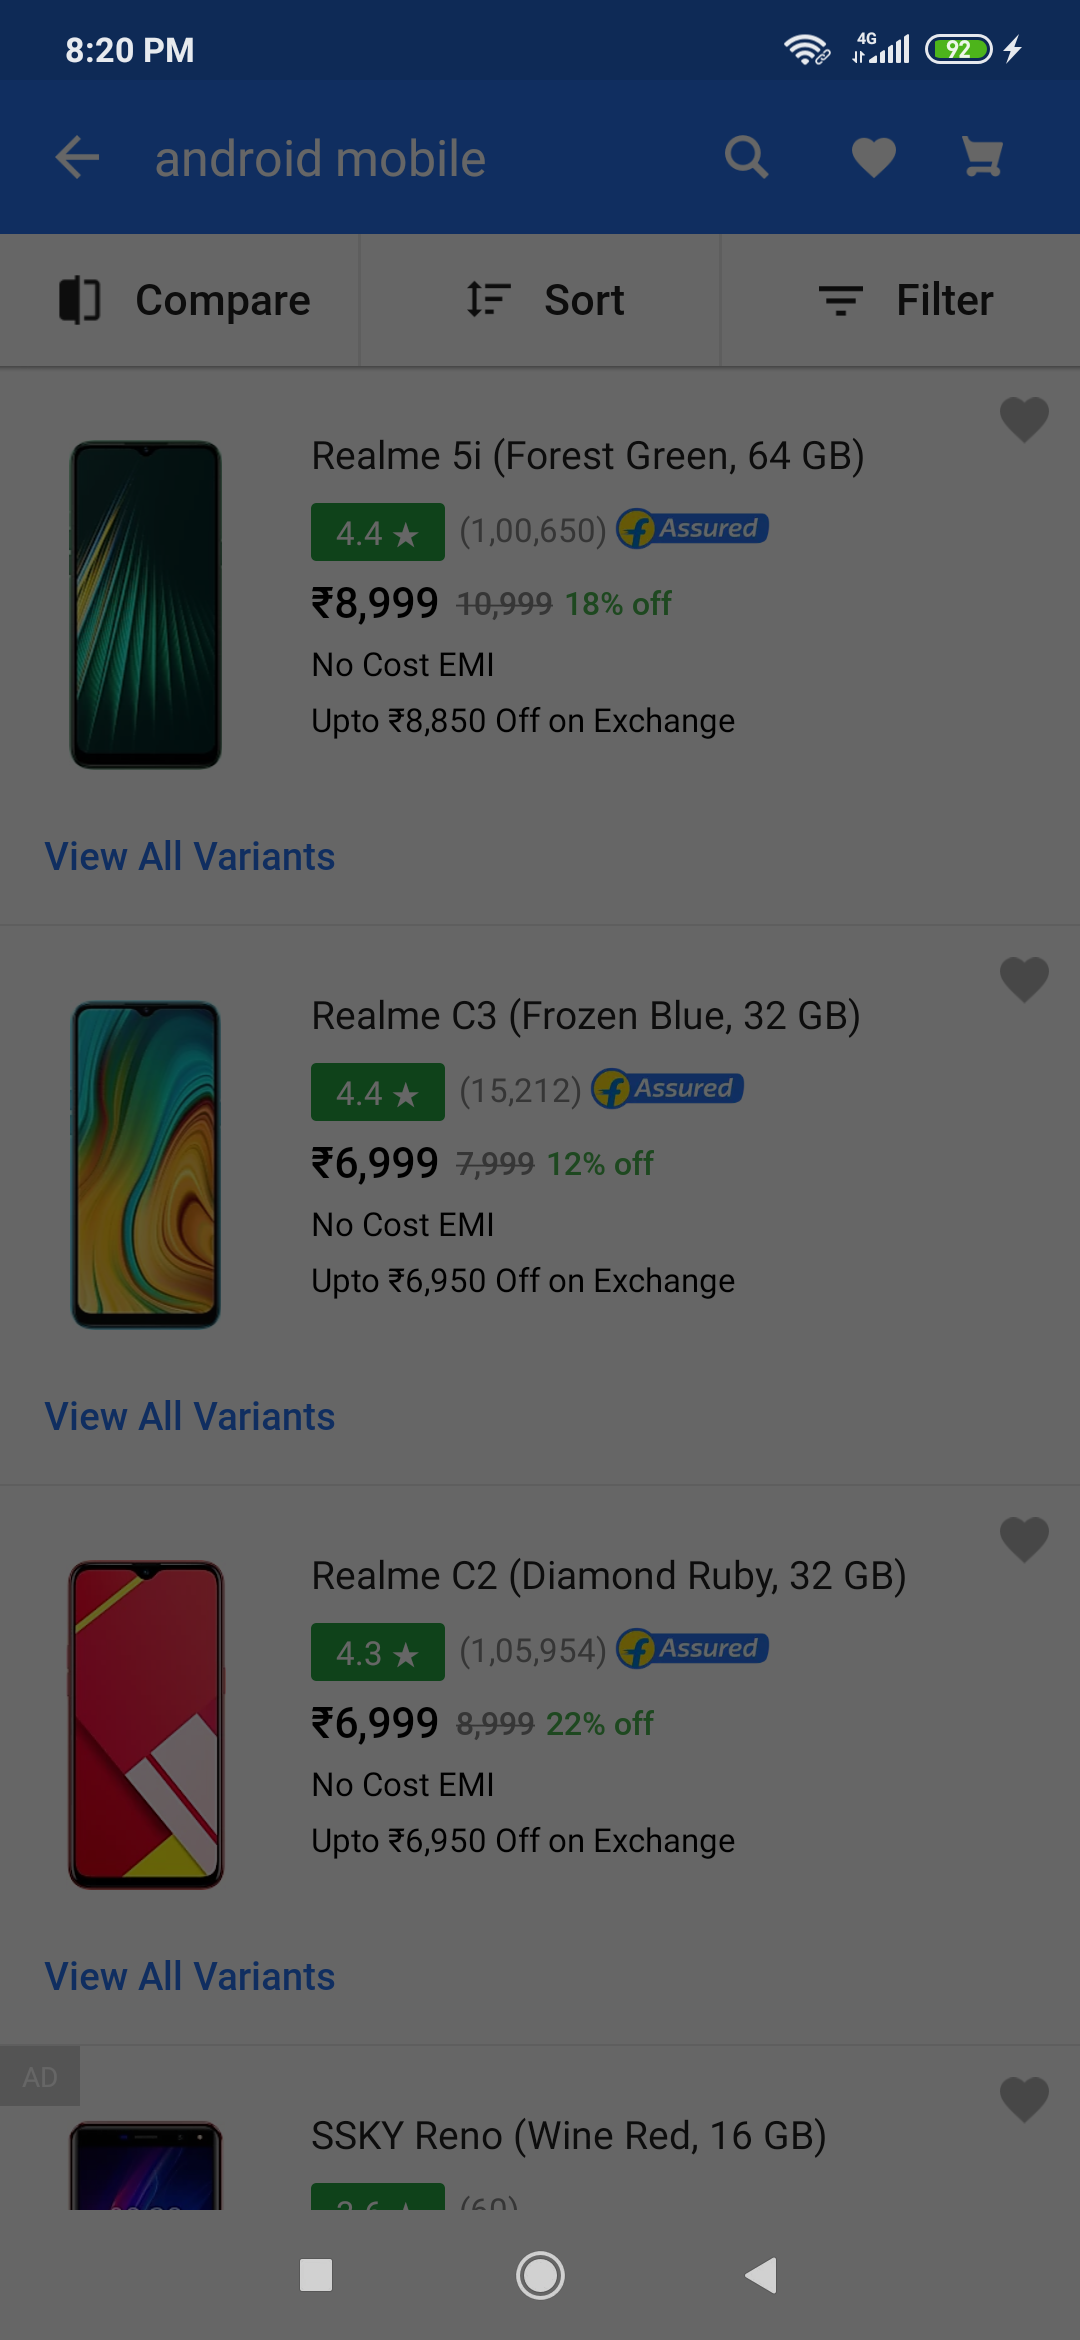 8:20 PM 4G 92
android mobile
Compare Sort Filter
Realme 5i (Forest Green, 64 GB)
4.4 ★ (1,00,650) f Assured
₹8,999 10,999 18% off
No Cost EMI
Upto ₹8,850 Off on Exchange
View All Variants
Realme C3 (Frozen Blue, 32 GB)
4.4 ★ (15,212) f Assured
₹6,999 7,999 12% off
No Cost EMI
Upto ₹6,950 Off on Exchange
View All Variants
Realme C2 (Diamond Ruby, 32 GB)
4.3 ★ (1,05,954) f Assured
₹6,999 8,999 22% off
No Cost EMI
Upto ₹6,950 Off on Exchange
View All Variants
AD
SSKY Reno (Wine Red, 16 GB)